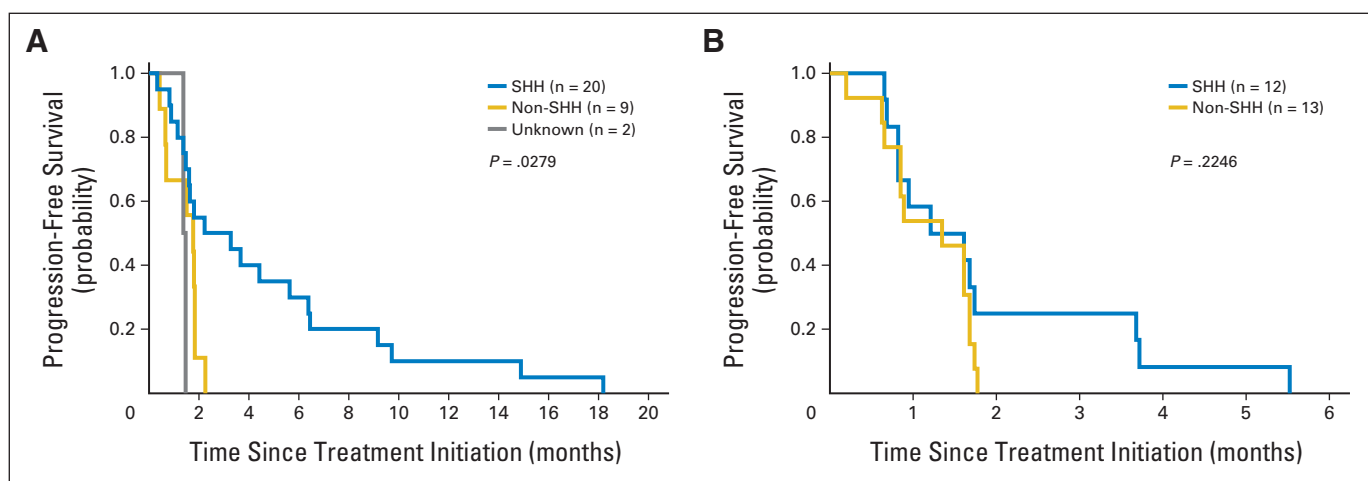 A
Progression-Free Survival
(probability)
1.0
0.8
0.6
0.4
0.2
0
2
4
6
8
10
12
14
16
18
20
Time Since Treatment Initiation (months)
SHH (n = 20)
Non-SHH (n = 9)
Unknown (n = 2)
P = .0279
B
Progression-Free Survival
(probability)
1.0
0.8
0.6
0.4
0.2
0
1
2
3
4
5
6
Time Since Treatment Initiation (months)
SHH (n = 12)
Non-SHH (n = 13)
P = .2246